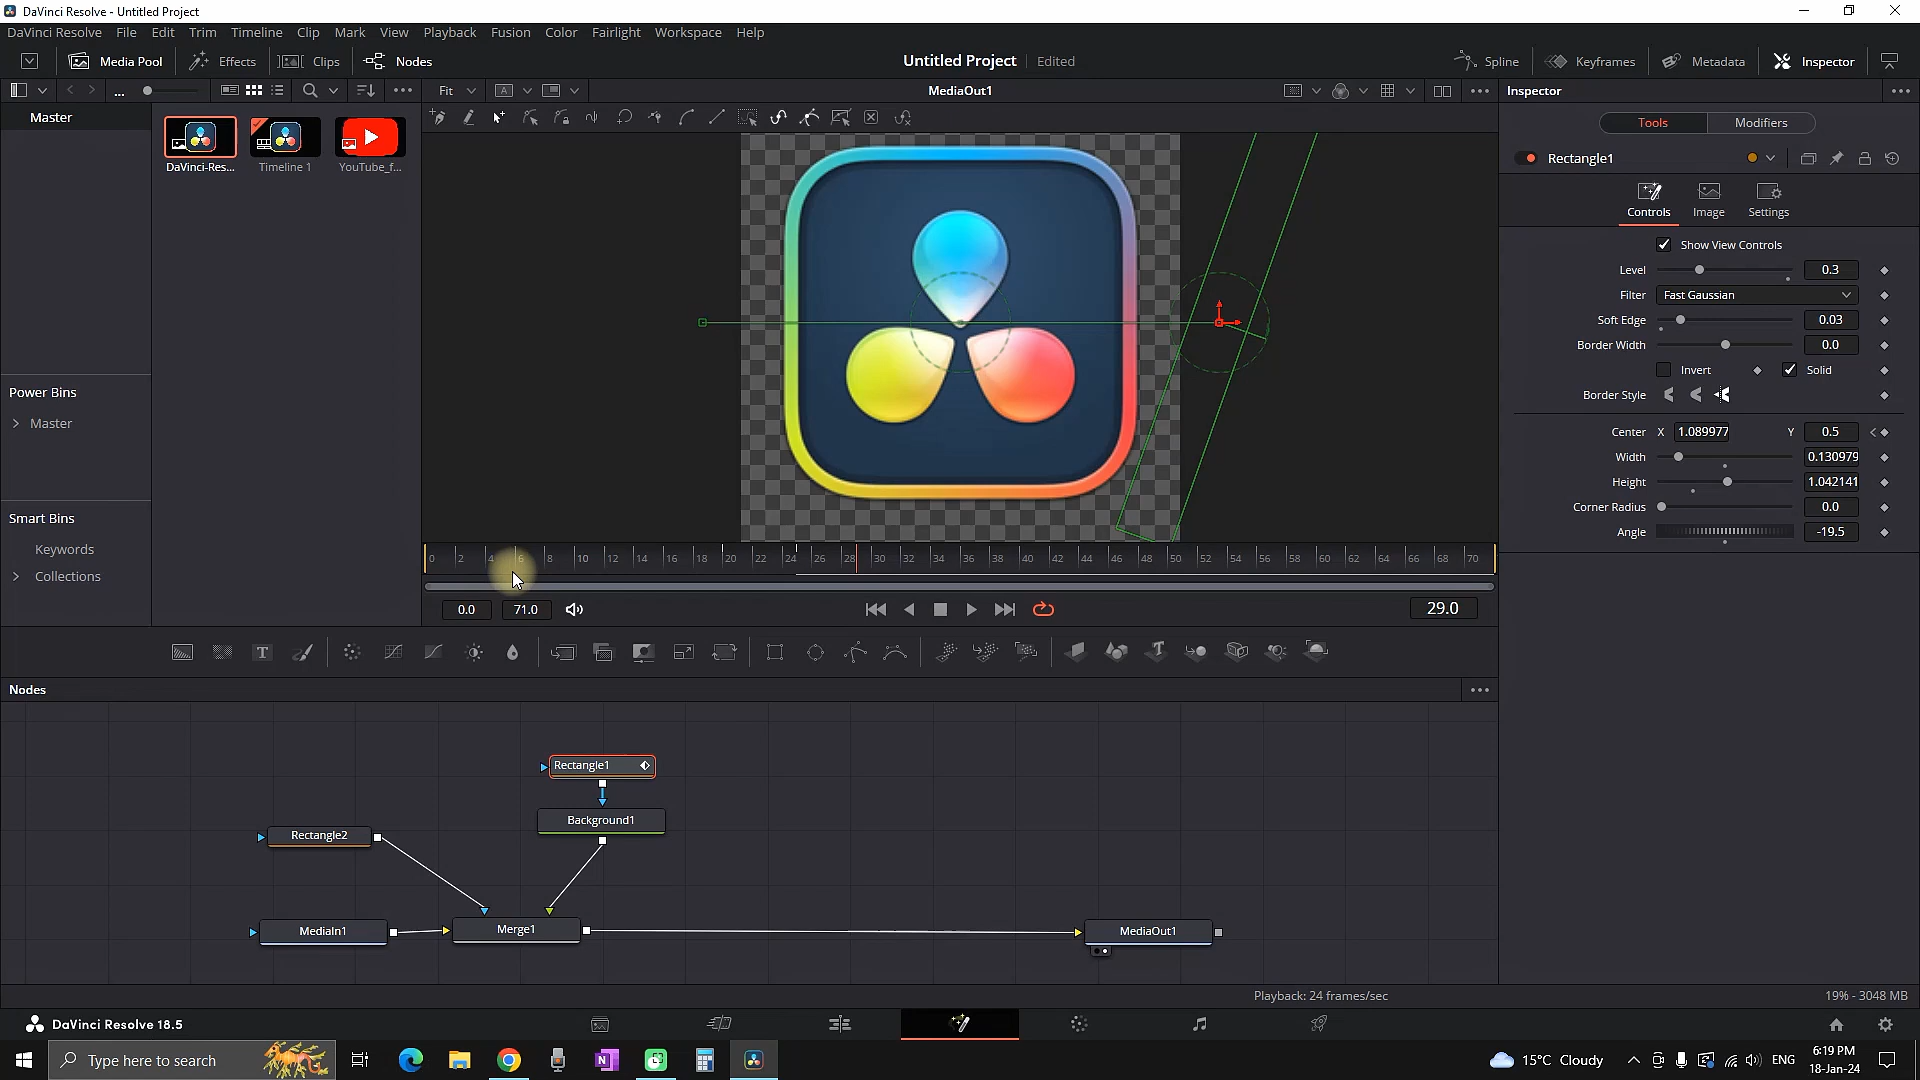 DaVinci Resolve - Untitled Project
DaVinci Resolve File Edit Trim Timeline Clip Mark View Playback Fusion Color Fairlight Workspace Help
Media Pool Effects Clips Nodes Untitled Project Edited Spline Keyframes Metadata Inspector
... Fit A MediaOut1 Inspector
Master
DaVinci-Res... Timeline 1 YouTube_f...
Tools Modifiers
Rectangle1
Controls Image Settings
Show View Controls
Level 0.3
Filter Fast Gaussian
Soft Edge 0.03
Border Width 0.0
Invert Solid
Border Style
Center X 1.089977 Y 0.5
Width 0.130979
Height 1.042141
Corner Radius 0.0
Angle -19.5
Power Bins
Master
Smart Bins
Keywords
Collections
0 2 4 6 8 10 12 14 16 18 20 22 24 26 28 30 32 34 36 38 40 42 44 46 48 50 52 54 56 58 60 62 64 66 68 70
0.0 71.0 29.0
T T
Nodes
Rectangle1
Background1
Rectangle2
MediaIn1 Merge1 MediaOut1
Playback: 24 frames/sec 19% - 3048 MB
DaVinci Resolve 18.5
Type here to search 15°C Cloudy ENG 6:19 PM
18-Jan-24